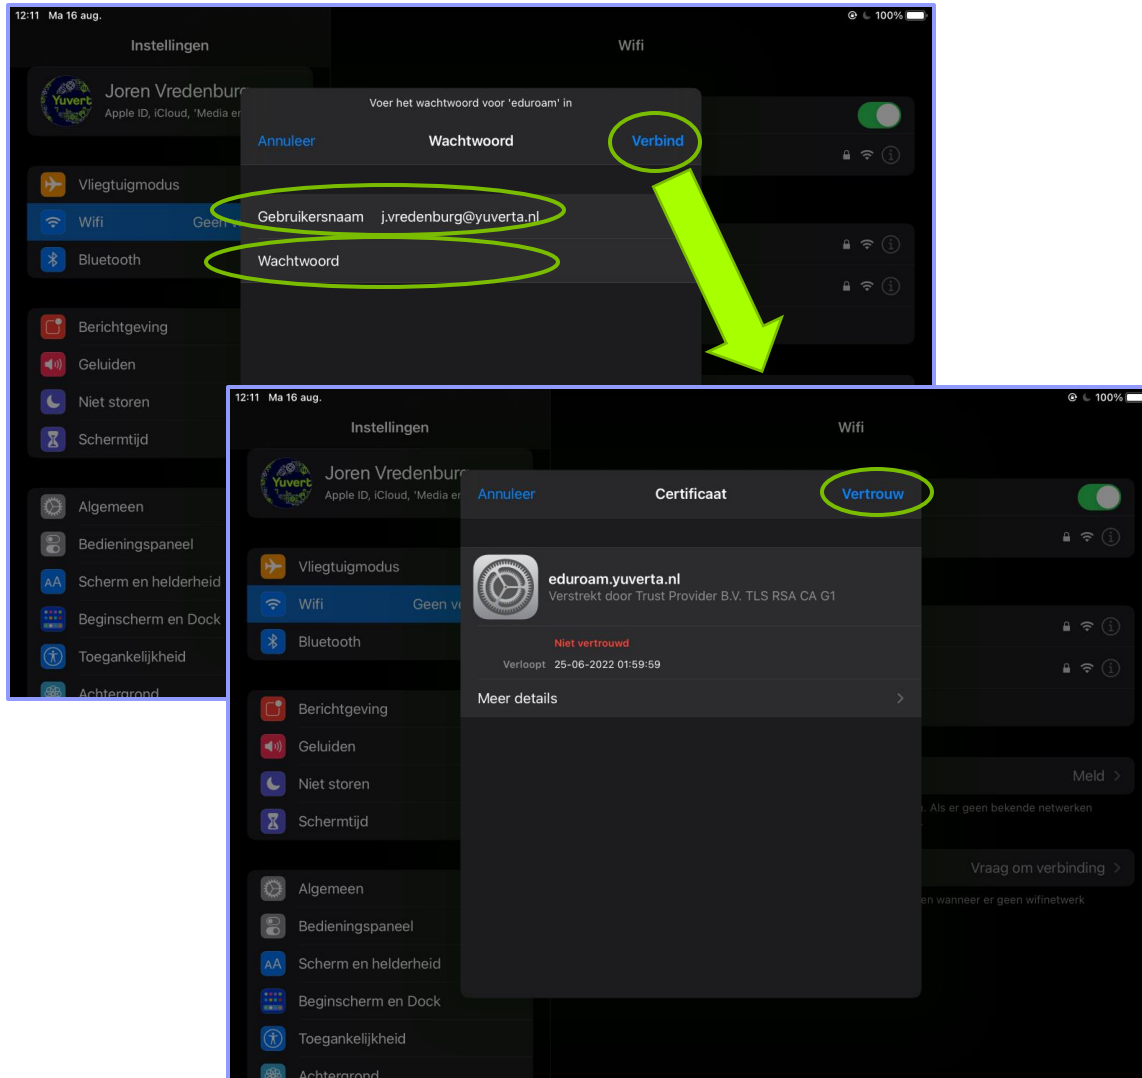 12:11 Ma 16 aug.
100%
Instellingen
Wifi
Yuvert
Joren Vredenburg
Apple ID, iCloud, 'Media en
Voer het wachtwoord voor 'eduroam' in
Annuleer
Wachtwoord
Verbind
Gebruikersnaam j.vredenburg@yuverta.nl
Wachtwoord
Vliegtuigmodus
Wifi
Geen v
Bluetooth
Berichtgeving
Geluiden
Niet storen
Schermtijd
Algemeen
Bedieningspaneel
AA Scherm en helderheid
Beginscherm en Dock
Toegankelijkheid
Achtergrond
12:11 Ma 16 aug.
100%
Instellingen
Wifi
Yuvert
Joren Vredenburg
Apple ID, iCloud, 'Media en
Annuleer
Certificaat
Vertrouw
eduroam.yuverta.nl
Verstrekt door Trust Provider B.V. TLS RSA CA G1
Niet vertrouwd
Verloopt 25-06-2022 01:59:59
Meer details
Vliegtuigmodus
Wifi
Geen ve
Bluetooth
Berichtgeving
Geluiden
Niet storen
Schermtijd
Meld
. Als er geen bekende netwerken
Vraag om verbinding
en wanneer er geen wifinetwerk
Algemeen
Bedieningspaneel
AA Scherm en helderheid
Beginscherm en Dock
Toegankelijkheid
Achtergrond